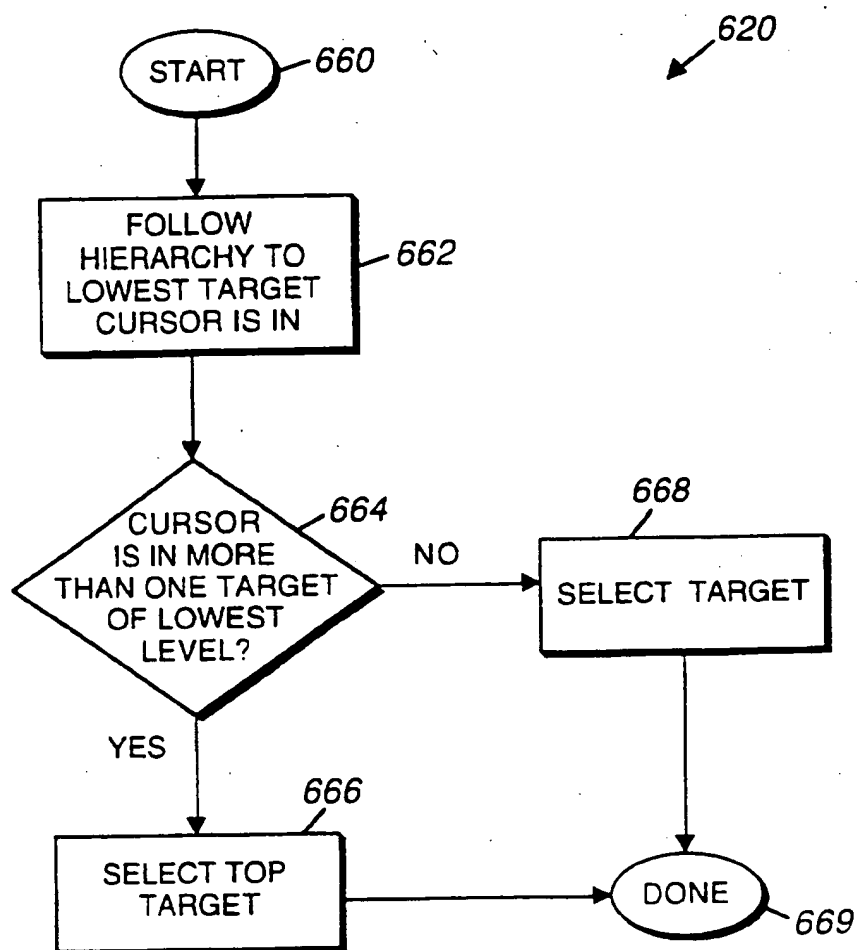 620
START
660
FOLLOW
HIERARCHY TO
LOWEST TARGET
CURSOR IS IN
662
CURSOR
IS IN MORE
THAN ONE TARGET
OF LOWEST
LEVEL?
664
NO
668
SELECT TARGET
YES
666
SELECT TOP
TARGET
DONE
669